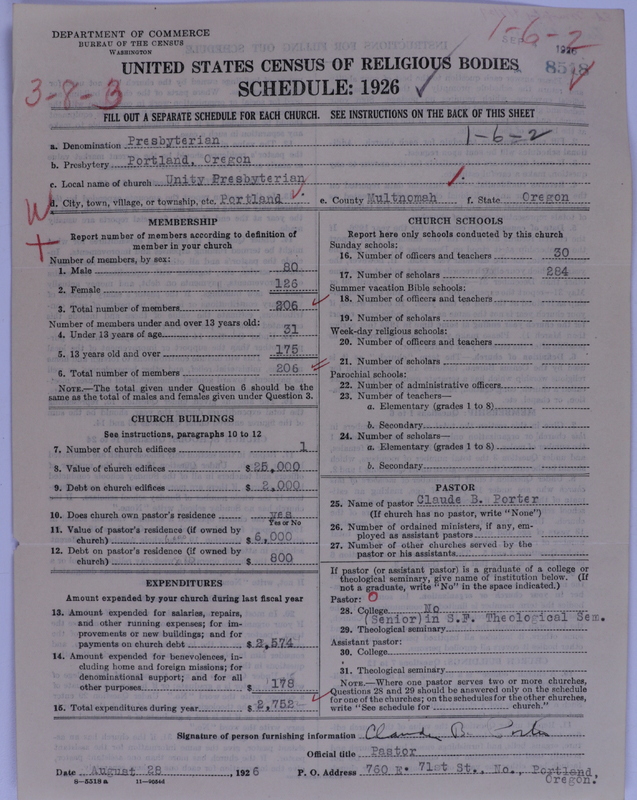 1-6-2
DEPARTMENT OF COMMERCE
BUREAU OF THE CENSUS
WASHINGTON
1926
8518
UNITED STATES CENSUS OF RELIGIOUS BODIES
3-8-3
SCHEDULE: 1926
FILL OUT A SEPARATE SCHEDULE FOR EACH CHURCH. SEE INSTRUCTIONS ON THE BACK OF THIS SHEET
a. Denomination Presbyterian 1-6-2
b. Presbytery Portland, Oregon
c. Local name of church Unity Presbyterian
d. City, town, village, or township, etc. Portland e. County Multnomah f. State Oregon
MEMBERSHIP
Report number of members according to definition of
member in your church
Number of members, by sex:
1. Male 80
2. Female 126
3. Total number of members 206
Number of members under and over 13 years old:
4. Under 13 years of age 31
5. 13 years old and over 175
6. Total number of members 206
NOTE.—The total given under Question 6 should be
same as the total of males and females given under Question 3.
CHURCH BUILDINGS
See instructions, paragraphs 10 to 12
7. Number of church edifices 1
8. Value of church edifices $25,000
9. Debt on church edifices $ 2,000
10. Does church own pastor's residence yes
Yes or No
11. Value of pastor's residence (if owned by
church) $6,000
12. Debt on pastor's residence (if owned by
church) $ 800
EXPENDITURES
Amount expended by your church during last fiscal year
13. Amount expended for salaries, repairs,
and other running expenses; for im-
provements or new buildings; and for
payments on church debt $2,574
14. Amount expended for benevolences, in-
cluding home and foreign missions; for
denominational support; and for all
other purposes $ 178
15. Total expenditures during year $2,752
CHURCH SCHOOLS
Report here only schools conducted by this church
Sunday schools:
16. Number of officers and teachers 30
17. Number of scholars 284
Summer vacation Bible schools:
18. Number of officers and teachers
19. Number of scholars
Week-day religious schools:
20. Number of officers and teachers
21. Number of scholars
Parochial schools:
22. Number of administrative officers
23. Number of teachers—
a. Elementary (grades 1 to 8)
b. Secondary
24. Number of scholars—
a. Elementary (grades 1 to 8)
b. Secondary
PASTOR
25. Name of pastor Claude B. Porter
(If church has no pastor, write "None")
26. Number of ordained ministers, if any, em-
ployed as assistant pastors
27. Number of other churches served by the
pastor or his assistants
If pastor (or assistant pastor) is a graduate of a college or
theological seminary, give name of institution below. (If
not a graduate, write "No" in the space indicated.)
Pastor: 0
28. College No
(Senior) in S.F. Theological Sem.
29. Theological seminary
Assistant pastor:
30. College
31. Theological seminary
NOTE.—Where one pastor serves two or more churches,
Questions 28 and 29 should be answered only on the schedule
for one of the churches; on the schedules for the other churches,
write "See schedule for church."
Signature of person furnishing information Claude B. Porter
Official title Pastor
Date August 28, 1926 P. O. Address 760 E. 71st St., No., Portland,
Oregon.
8-5518a 11-90546